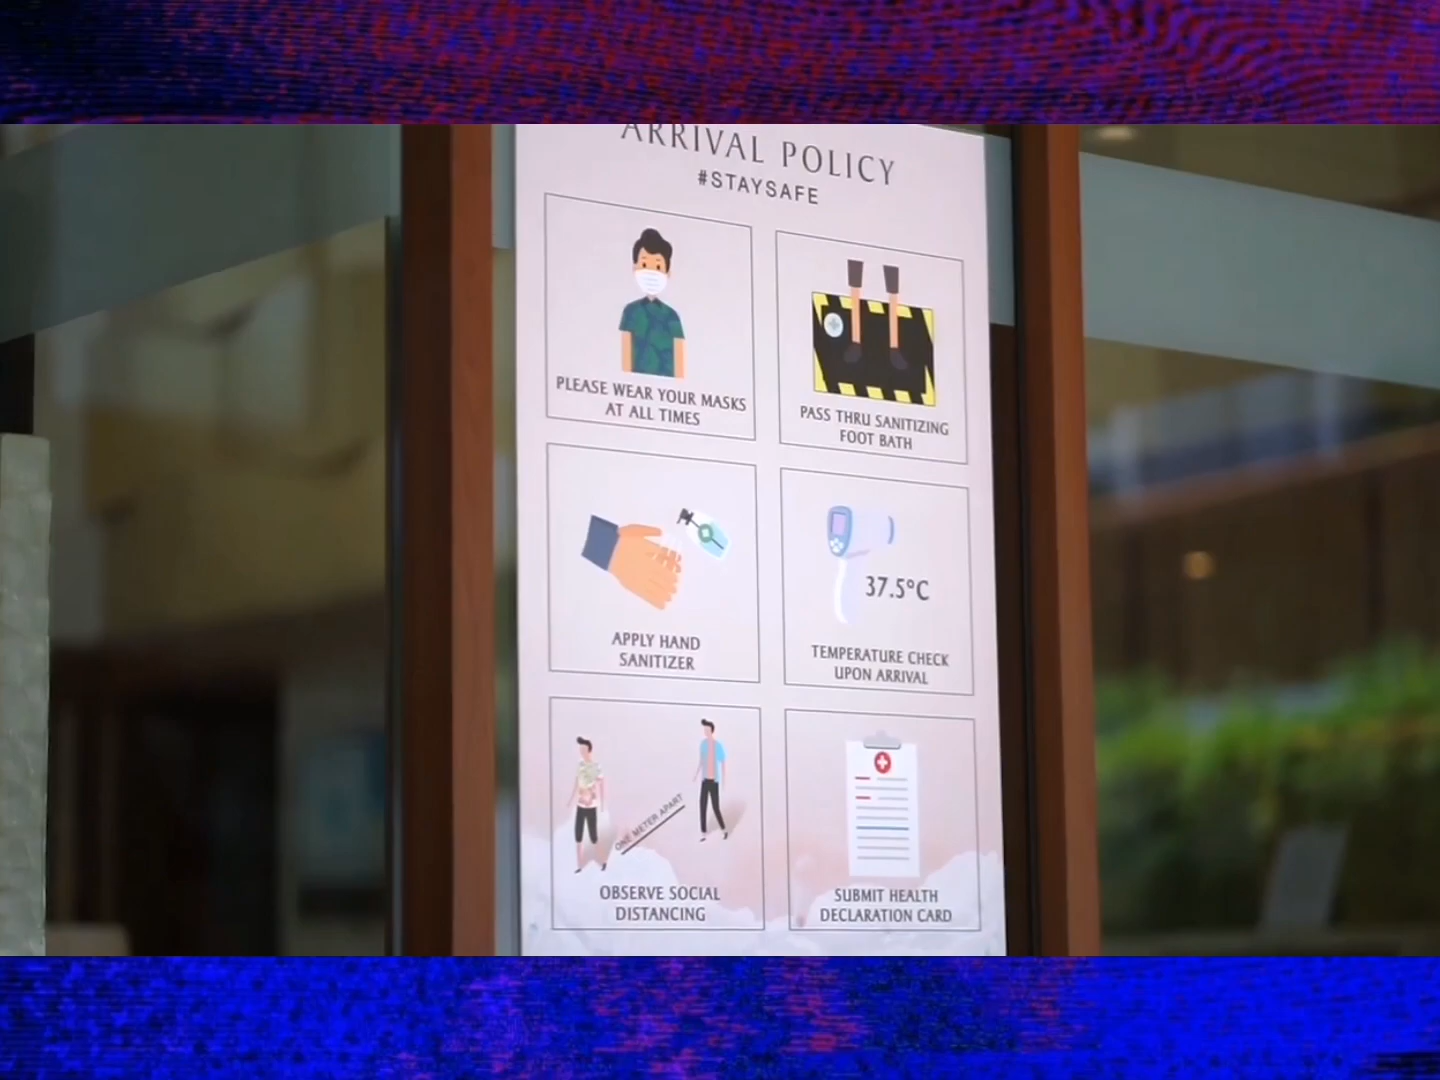 ARRIVAL POLICY
#STAYSAFE
PLEASE WEAR YOUR MASKS
AT ALL TIMES
PASS THRU SANITIZING
FOOT BATH
APPLY HAND
SANITIZER
37.5°C
TEMPERATURE CHECK
UPON ARRIVAL
ONE METER APART
OBSERVE SOCIAL
DISTANCING
SUBMIT HEALTH
DECLARATION CARD